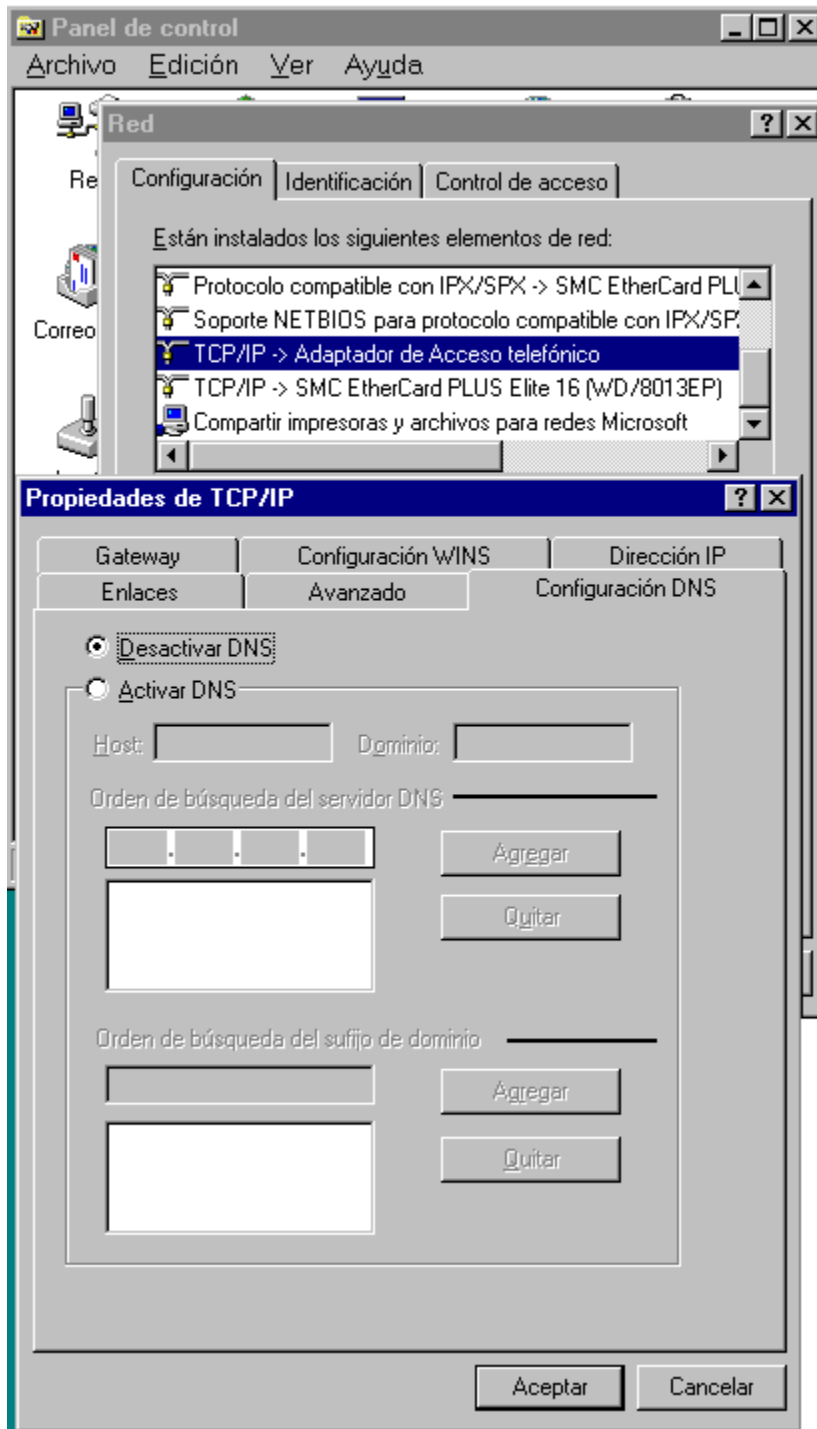 Panel de control
Archivo Edición Ver Ayuda
Red
Configuración Identificación Control de acceso
Están instalados los siguientes elementos de red:
Protocolo compatible con IPX/SPX -> SMC EtherCard
Soporte NETBIOS para protocolo compatible con
TCP/IP -> Adaptador de Acceso telefónico
TCP/IP -> SMC EtherCard PLUS Elite 16 (WD/8013EP)
Compartir impresoras y archivos para redes Microsoft
Correo
Propiedades de TCP/IP
Gateway Configuración WINS Dirección IP
Enlaces Avanzado Configuración DNS
Desactivar DNS
Activar DNS
Host: Dominio:
Orden de búsqueda del servidor DNS
Agregar
Quitar
Orden de búsqueda del sufijo de dominio
Agregar
Quitar
Aceptar Cancelar